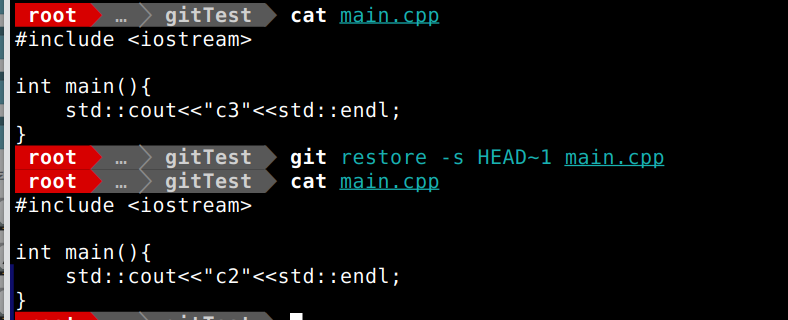 root … gitTest cat main.cpp
#include <iostream>
int main(){
    std::cout<<"c3"<<std::endl;
}
root … gitTest git restore -s HEAD~1 main.cpp
root … gitTest cat main.cpp
#include <iostream>
int main(){
    std::cout<<"c2"<<std::endl;
}
root … gitTest